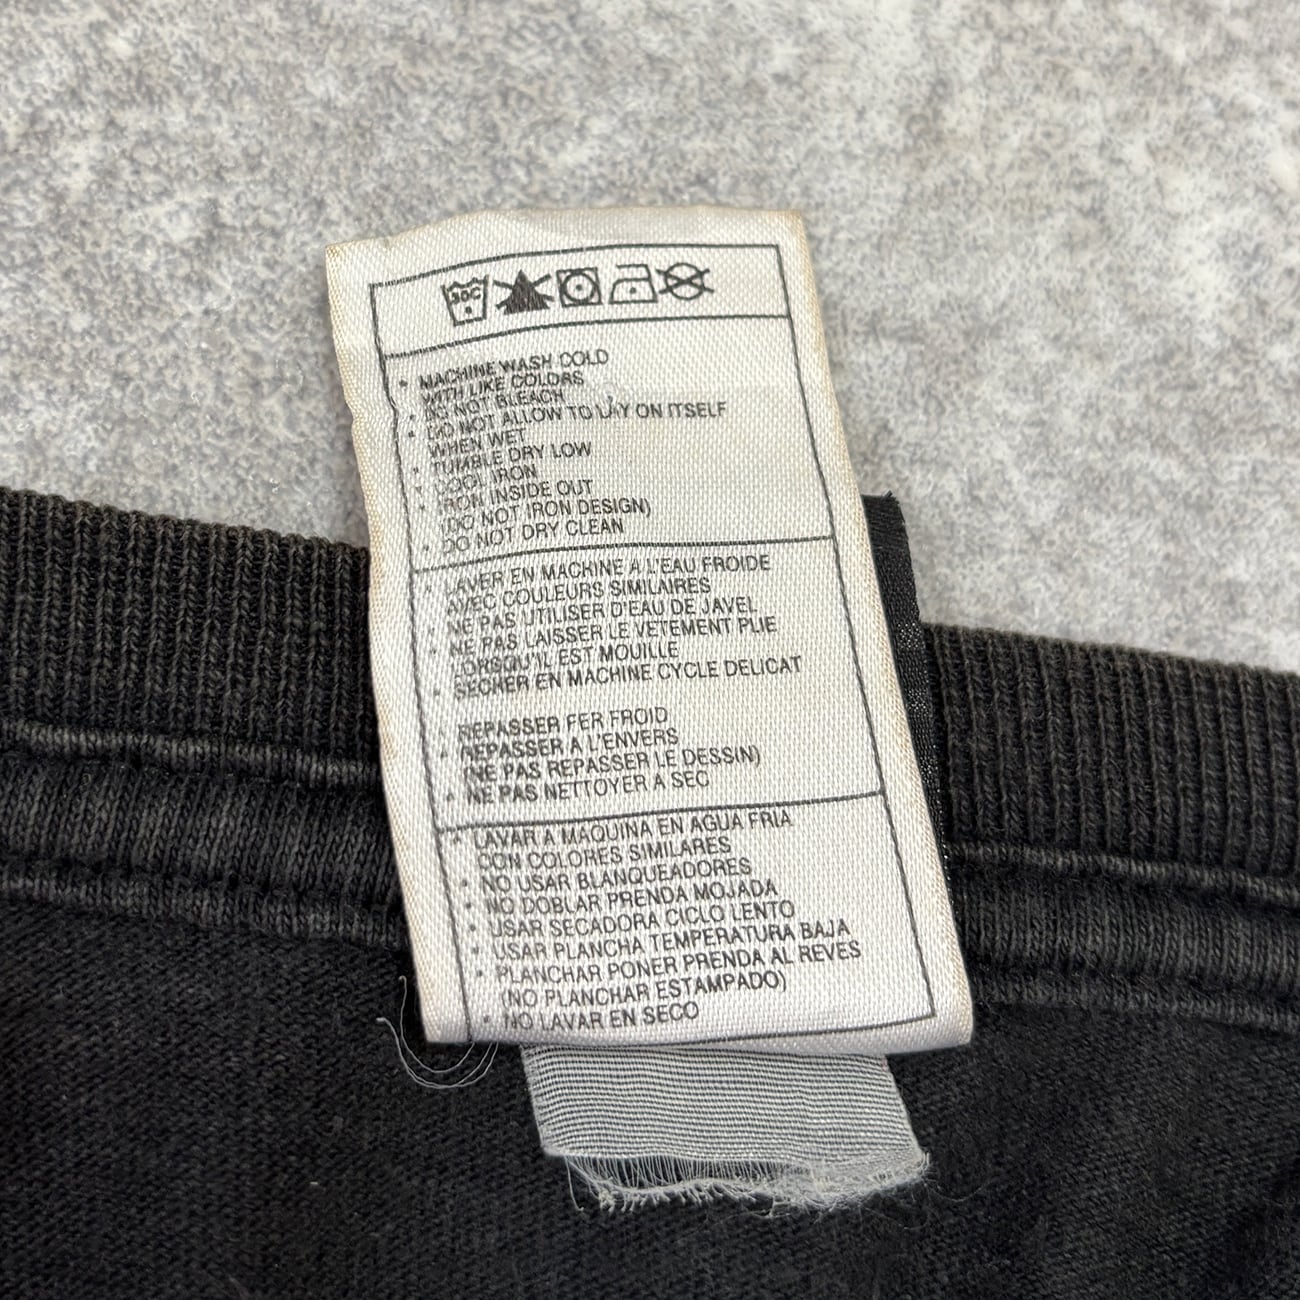 30C
• MACHINE WASH COLD
WITH LIKE COLORS
• DO NOT BLEACH
• DO NOT ALLOW TO LAY ON ITSELF
WHEN WET
• TUMBLE DRY LOW
• COOL IRON
• IRON INSIDE OUT
(DO NOT IRON DESIGN)
• DO NOT DRY CLEAN
• LAVER EN MACHINE A L'EAU FROIDE
AVEC COULEURS SIMILAIRES
• NE PAS UTILISER D'EAU DE JAVEL
• NE PAS LAISSER LE VETEMENT PLIE
LORSQU'IL EST MOUILLE
• SECHER EN MACHINE CYCLE DELICAT
• REPASSER FER FROID
• REPASSER A L'ENVERS
(NE PAS REPASSER LE DESSIN)
• NE PAS NETTOYER A SEC
• LAVAR A MAQUINA EN AGUA FRIA
CON COLORES SIMILARES
• NO USAR BLANQUEADORES
• NO DOBLAR PRENDA MOJADA
• USAR SECADORA CICLO LENTO
• USAR PLANCHA TEMPERATURA BAJA
• PLANCHAR PONER PRENDA AL REVES
(NO PLANCHAR ESTAMPADO)
• NO LAVAR EN SECO